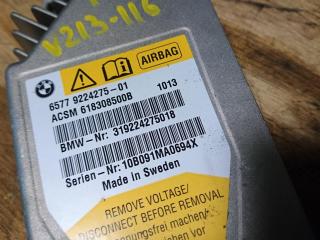 V213-116
AIRBAG
6577 9224275-01
ACSM 618308500B 1013
BMW-Nr: 319224275018
Serien-Nr: 10B091MA0694X
Made in Sweden
REMOVE VOLTAGE/
DISCONNECT BEFORE REMOVAL
freimachen/